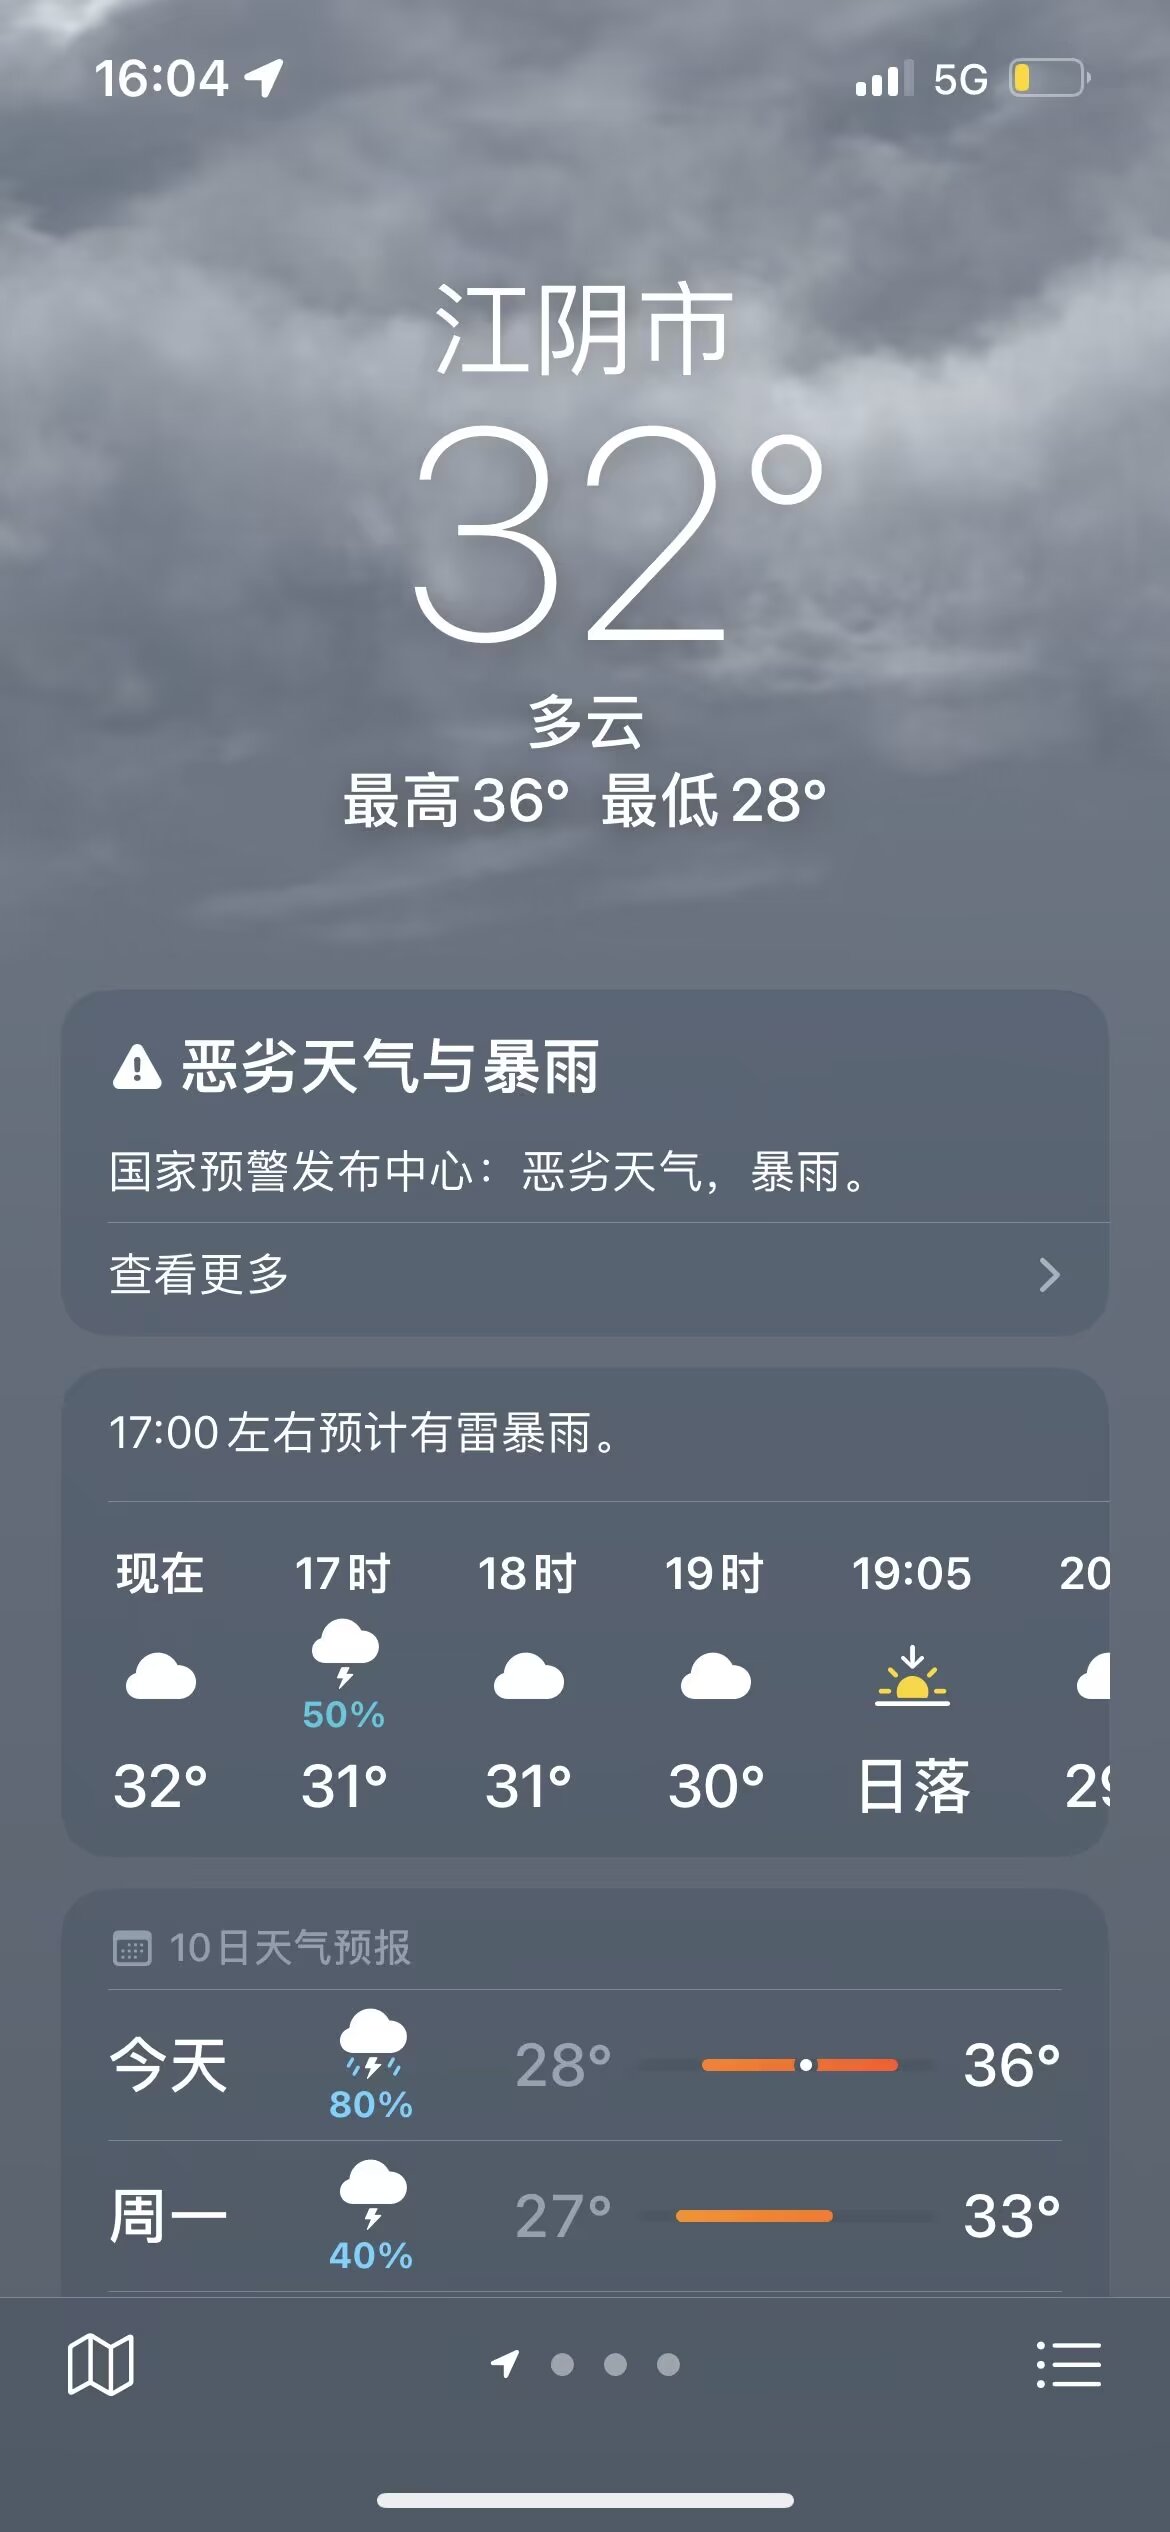 16:04 5G
江阴市
32°
多云
最高36° 最低28°
恶劣天气与暴雨
国家预警发布中心：恶劣天气，暴雨。
查看更多
17:00左右预计有雷暴雨。
现在 17时 18时 19时 19:05 20
50%
32° 31° 31° 30° 日落 29
10日天气预报
今天 28° 36°
80%
周一 27° 33°
40%